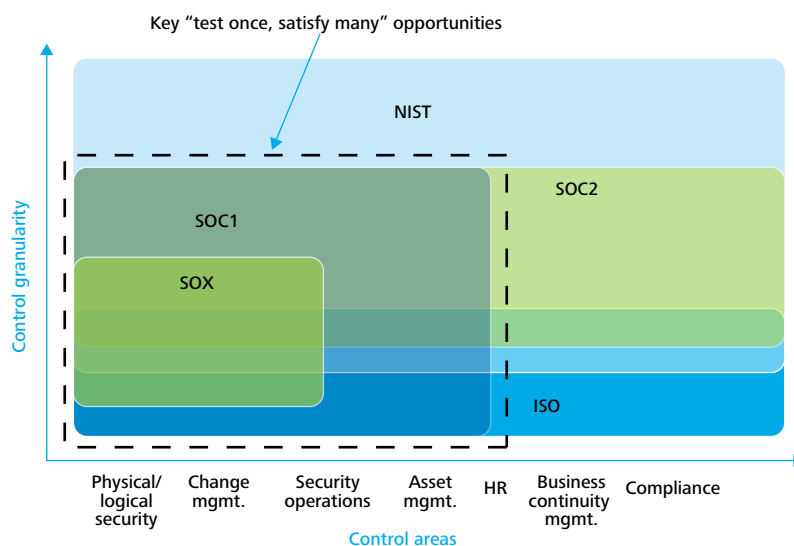 Key “test once, satisfy many” opportunities
NIST
SOC2
SOC1
SOX
ISO
Control granularity
Physical/
logical
security
Change
mgmt.
Security
operations
Asset
mgmt.
HR
Business
continuity
mgmt.
Compliance
Control areas